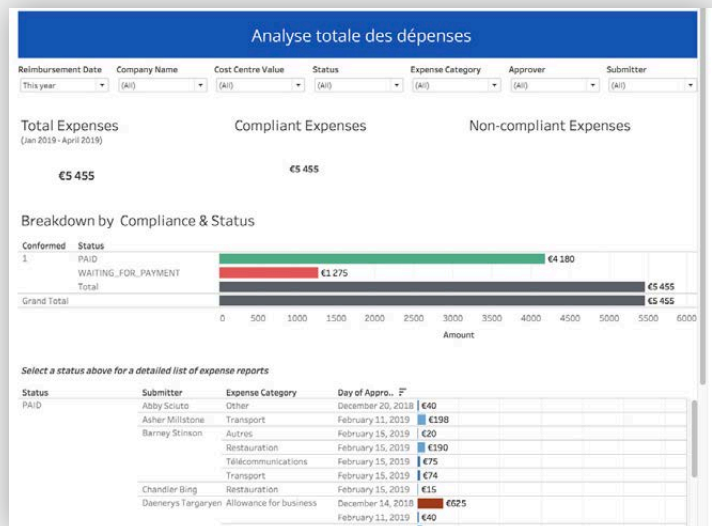 Analyse totale des dépenses
Reimbursement Date Company Name Cost Centre Value Status Expense Category Approver Submitter
This year (All) (All) (All) (All) (All) (All)
Total Expenses Compliant Expenses Non-compliant Expenses
(Jan 2019 - April 2019)
€5 455 €5 455
Breakdown by Compliance & Status
Conformed Status
1 PAID €4 180
WAITING_FOR_PAYMENT €1 275
Total €5 455
Grand Total €5 455
0 500 1000 1500 2000 2500 3000 3500 4000 4500 5000 5500 6000
Amount
Select a status above for a detailed list of expense reports
Status Submitter Expense Category Day of Appro..
PAID Abby Sciuto Other December 20, 2018 €40
Asher Millstone Transport February 11, 2019 €198
Barney Stinson Autres February 15, 2019 €20
Restauration February 15, 2019 €190
Télécommunications February 15, 2019 €75
Transport February 15, 2019 €74
Chandler Bing Restauration February 15, 2019 €15
Daenerys Targaryen Allowance for business December 14, 2018 €625
February 11, 2019 €40